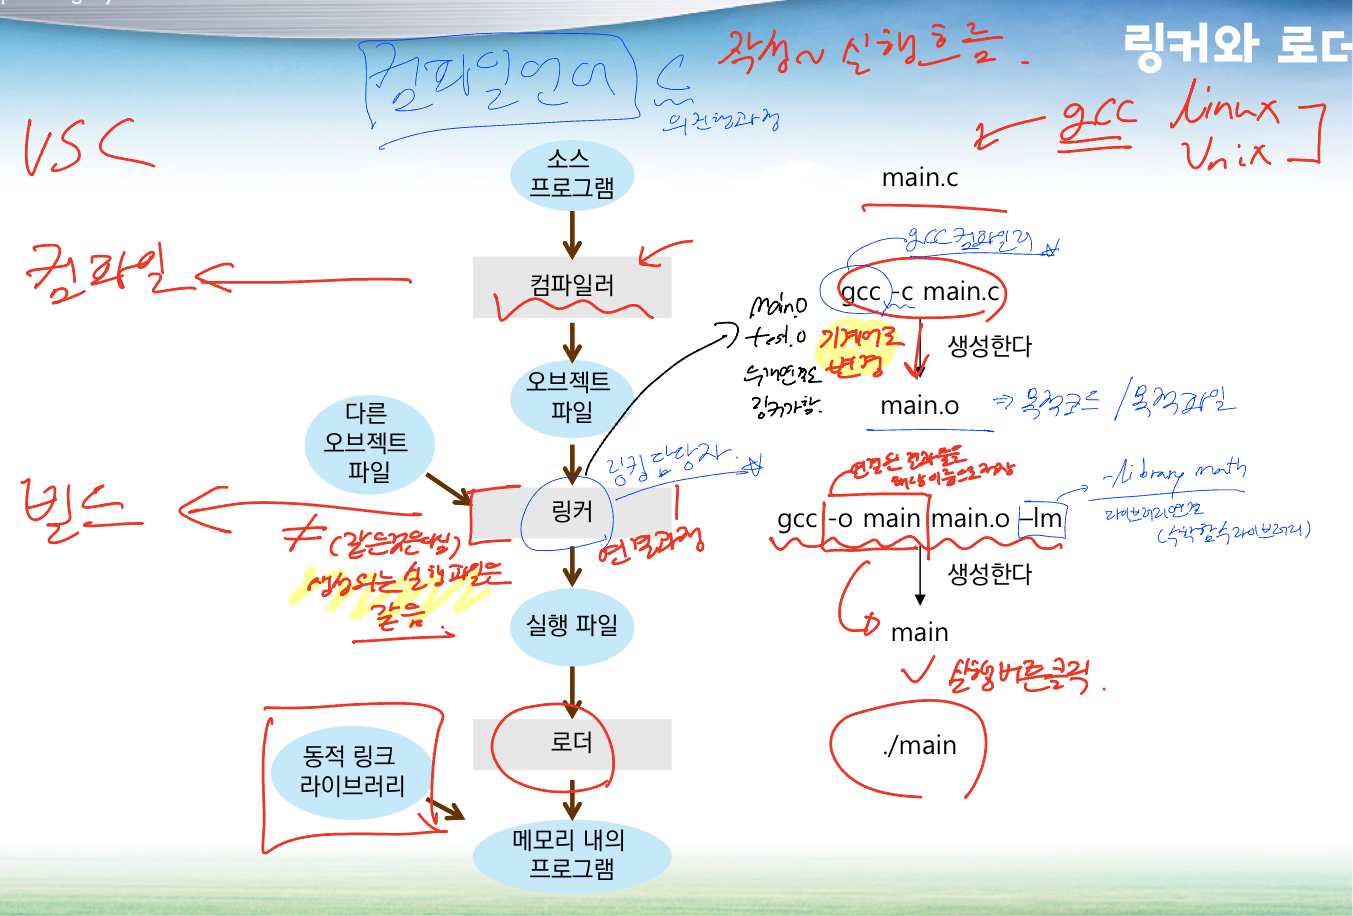 링커와 로더
컴파일언어 C
의진행과정
작성~실행흐름.
gcc linux
Unix
VSC
컴파일
빌드
≠(같은것은아님)
생성되는 실행파일은
같음.
소스
프로그램
컴파일러
오브젝트
파일
다른
오브젝트
파일
링커
링킹담당자.
연결과정
실행 파일
로더
동적 링크
라이브러리
메모리 내의
프로그램
main.c
gcc컴파일러
gcc -c main.c
main.o
test.o
두개연결도
링커가함.
기계어로
변경
생성한다
main.o
⇒ 목적코드 / 목적파일
연결된 결과물을
main이름으로저장
gcc -o main main.o –lm
-library math
라이브러리연결
(수학함수라이브러리)
생성한다
main
실행버튼클릭.
./main